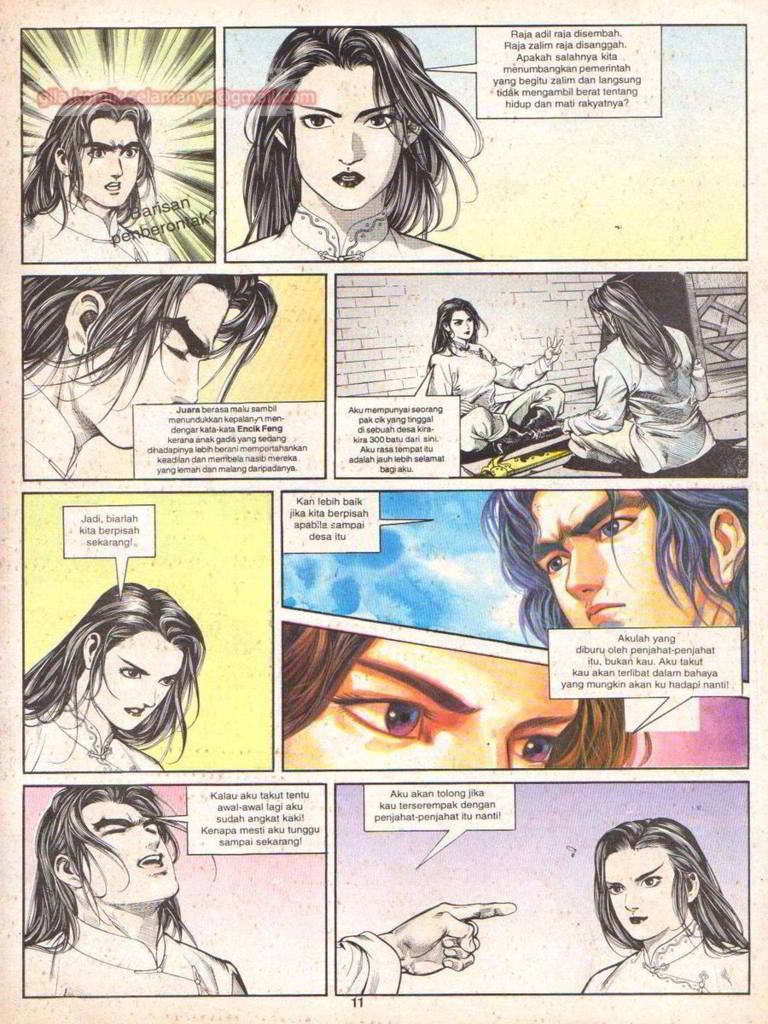 gila.komik.selamanya@gmail.com
Barisan
penberontak?
Raja adil raja disembah.
Raja zalim raja disanggah.
Apakah salahnya kita
menumbangkan pemerintah
yang begitu zalim dan langsung
tidak mengambil berat tentang
hidup dan mati rakyatnya?
Juara berasa malu sambil
menundukkan kepalanya men-
dengar kata-kata Encik Feng
kerana anak gadis yang sedang
dihadapinya lebih berani mempertahankan
keadilan dan membela nasib mereka
yang lemah dan malang daripadanya.
Aku mempunyai seorang
pak cik yang tinggal
di sebuah desa kira-
kira 300 batu dari sini.
Aku rasa tempat itu
adalah jauh lebih selamat
bagi aku.
Jadi, biarlah
kita berpisah
sekarang!
Kan lebih baik
jika kita berpisah
apabila sampai
desa itu
Akulah yang
diburu oleh penjahat-penjahat
itu, bukan kau. Aku takut
kau akan terlibat dalam bahaya
yang mungkin akan ku hadapi nanti!
Kalau aku takut tentu
awal-awal lagi aku
sudah angkat kaki!
Kenapa mesti aku tunggu
sampai sekarang!
Aku akan tolong jika
kau terserempak dengan
penjahat-penjahat itu nanti!
11